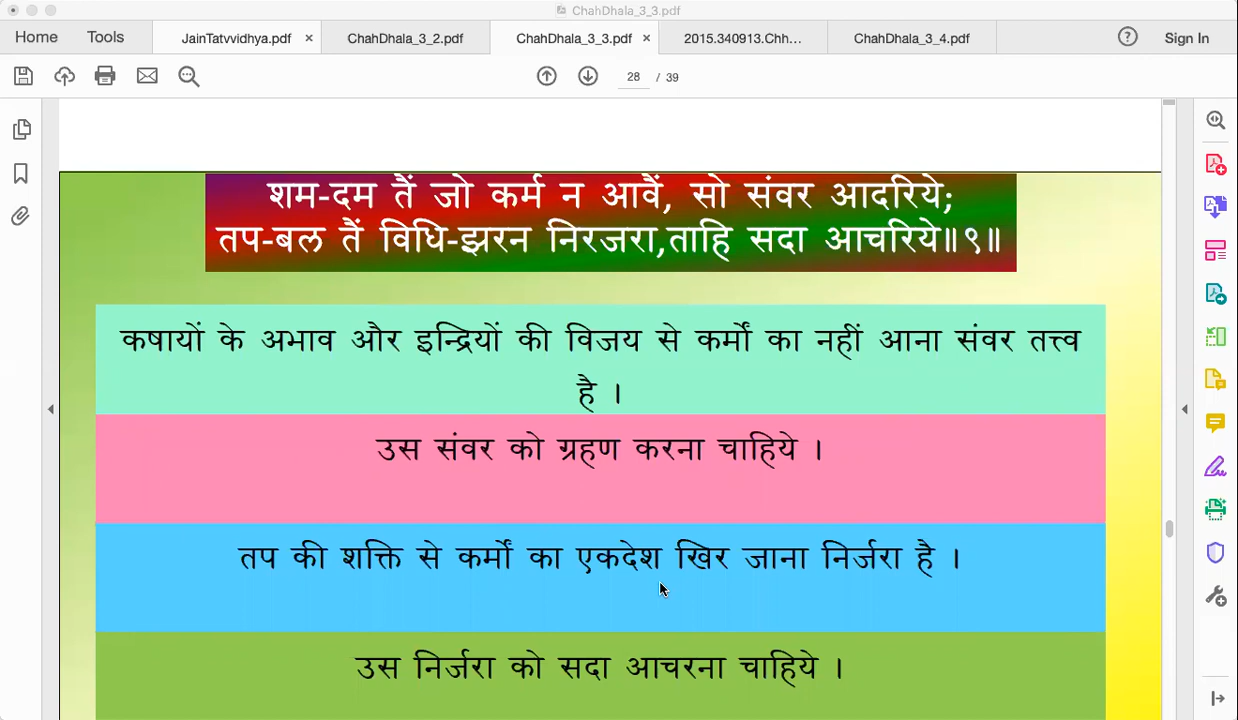 ChahDhala_3_3.pdf
Home Tools JainTatvvidhya.pdf × ChahDhala_3_2.pdf ChahDhala_3_3.pdf × 2015.340913.Chh... ChahDhala_3_4.pdf ? Sign In
28 / 39
शम-दम तैं जो कर्म न आवैं, सो संवर आदरिये;
तप-बल तैं विधि-झरन निरजरा,ताहि सदा आचरिये॥९॥
कषायों के अभाव और इन्द्रियों की विजय से कर्मों का नहीं आना संवर तत्त्व
है ।
उस संवर को ग्रहण करना चाहिये ।
तप की शक्ति से कर्मों का एकदेश खिर जाना निर्जरा है ।
उस निर्जरा को सदा आचरना चाहिये ।